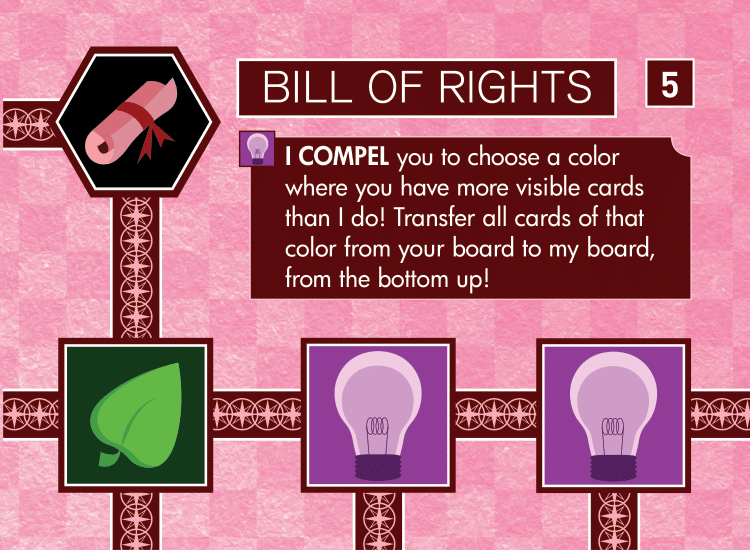 BILL OF RIGHTS
5
I COMPEL you to choose a color
where you have more visible cards
than I do! Transfer all cards of that
color from your board to my board,
from the bottom up!